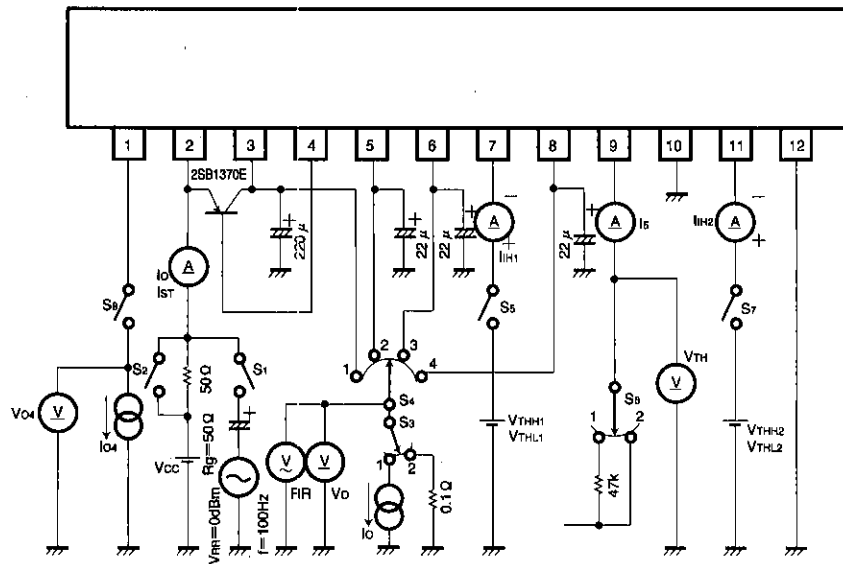 1 2 3 4 5 6 7 8 9 10 11 12
2SB1370E
220μ
22μ
22μ
22μ
A
IIH1
A
I5
A
IIH2
A
IO
IST
S8
S5
S7
S2
50Ω
S1
1 2 3 4
S4
S3
1 2
VTH
V
S6
1 2
V
VO4
IO4
VCC
Rg=50Ω
VRR=0dBm
f=100Hz
V
FIR
V
VO
IO
0.1Ω
VTHH1
VTHL1
47k
VTHH2
VTHL2